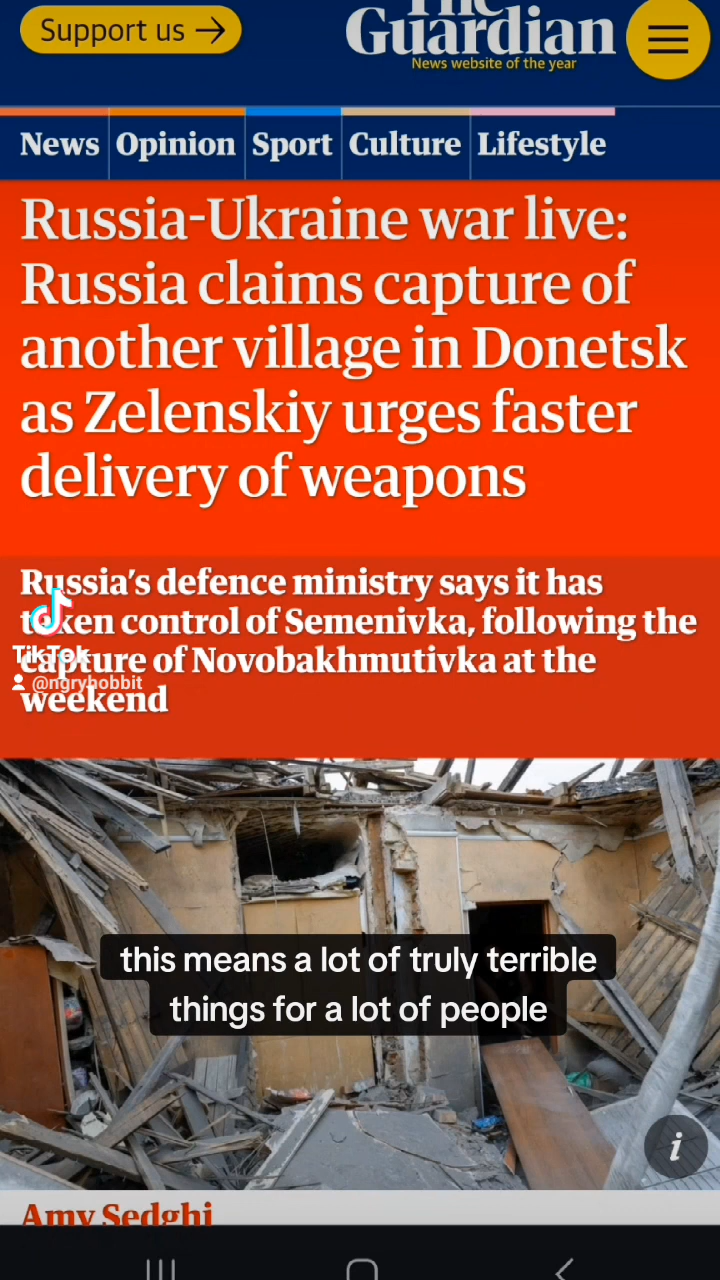 Support us →
The
Guardian
News website of the year
News
Opinion
Sport
Culture
Lifestyle
Russia-Ukraine war live:
Russia claims capture of
another village in Donetsk
as Zelenskiy urges faster
delivery of weapons
Russia’s defence ministry says it has
taken control of Semenivka, following the
capture of Novobakhmutivka at the
weekend
TikTok
@ngryhobbit
this means a lot of truly terrible
things for a lot of people
i
Amy Sedghi